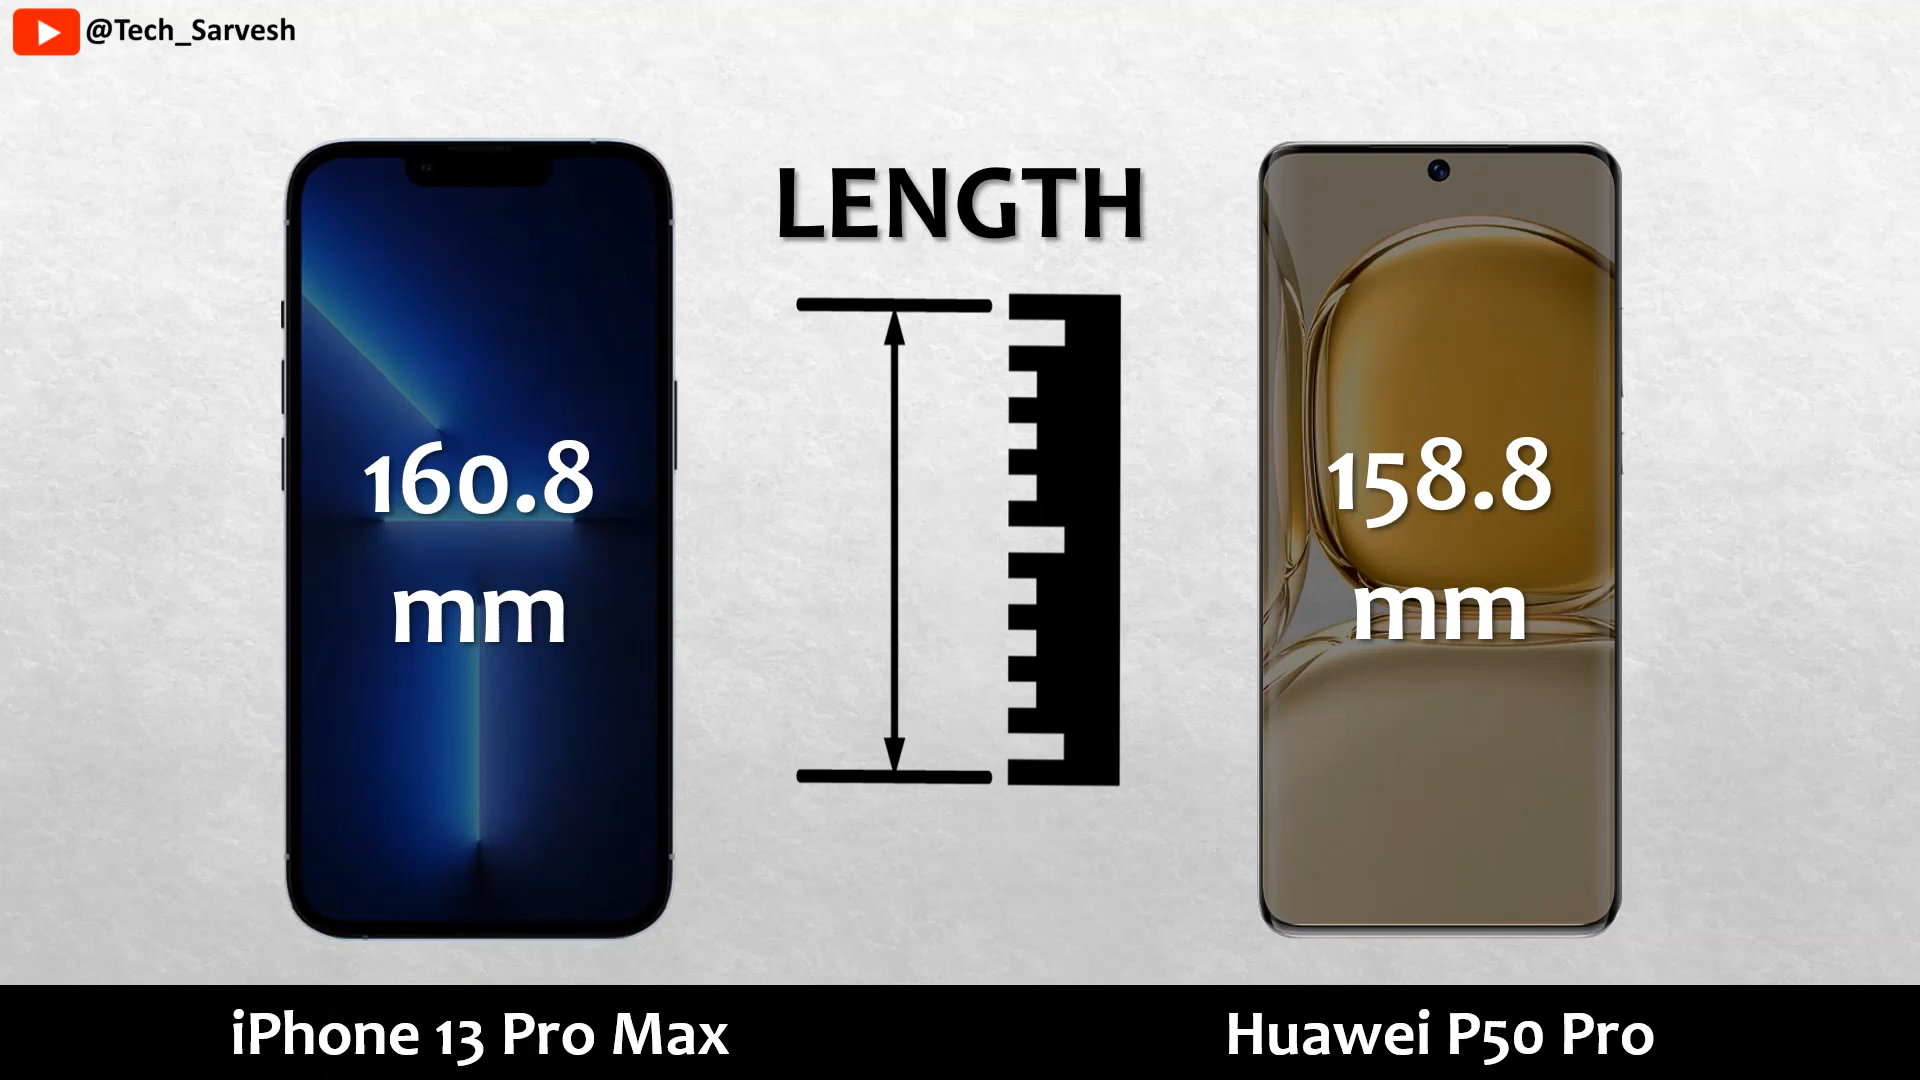 @Tech_Sarvesh
LENGTH
160.8
mm
158.8
mm
iPhone 13 Pro Max
Huawei P50 Pro